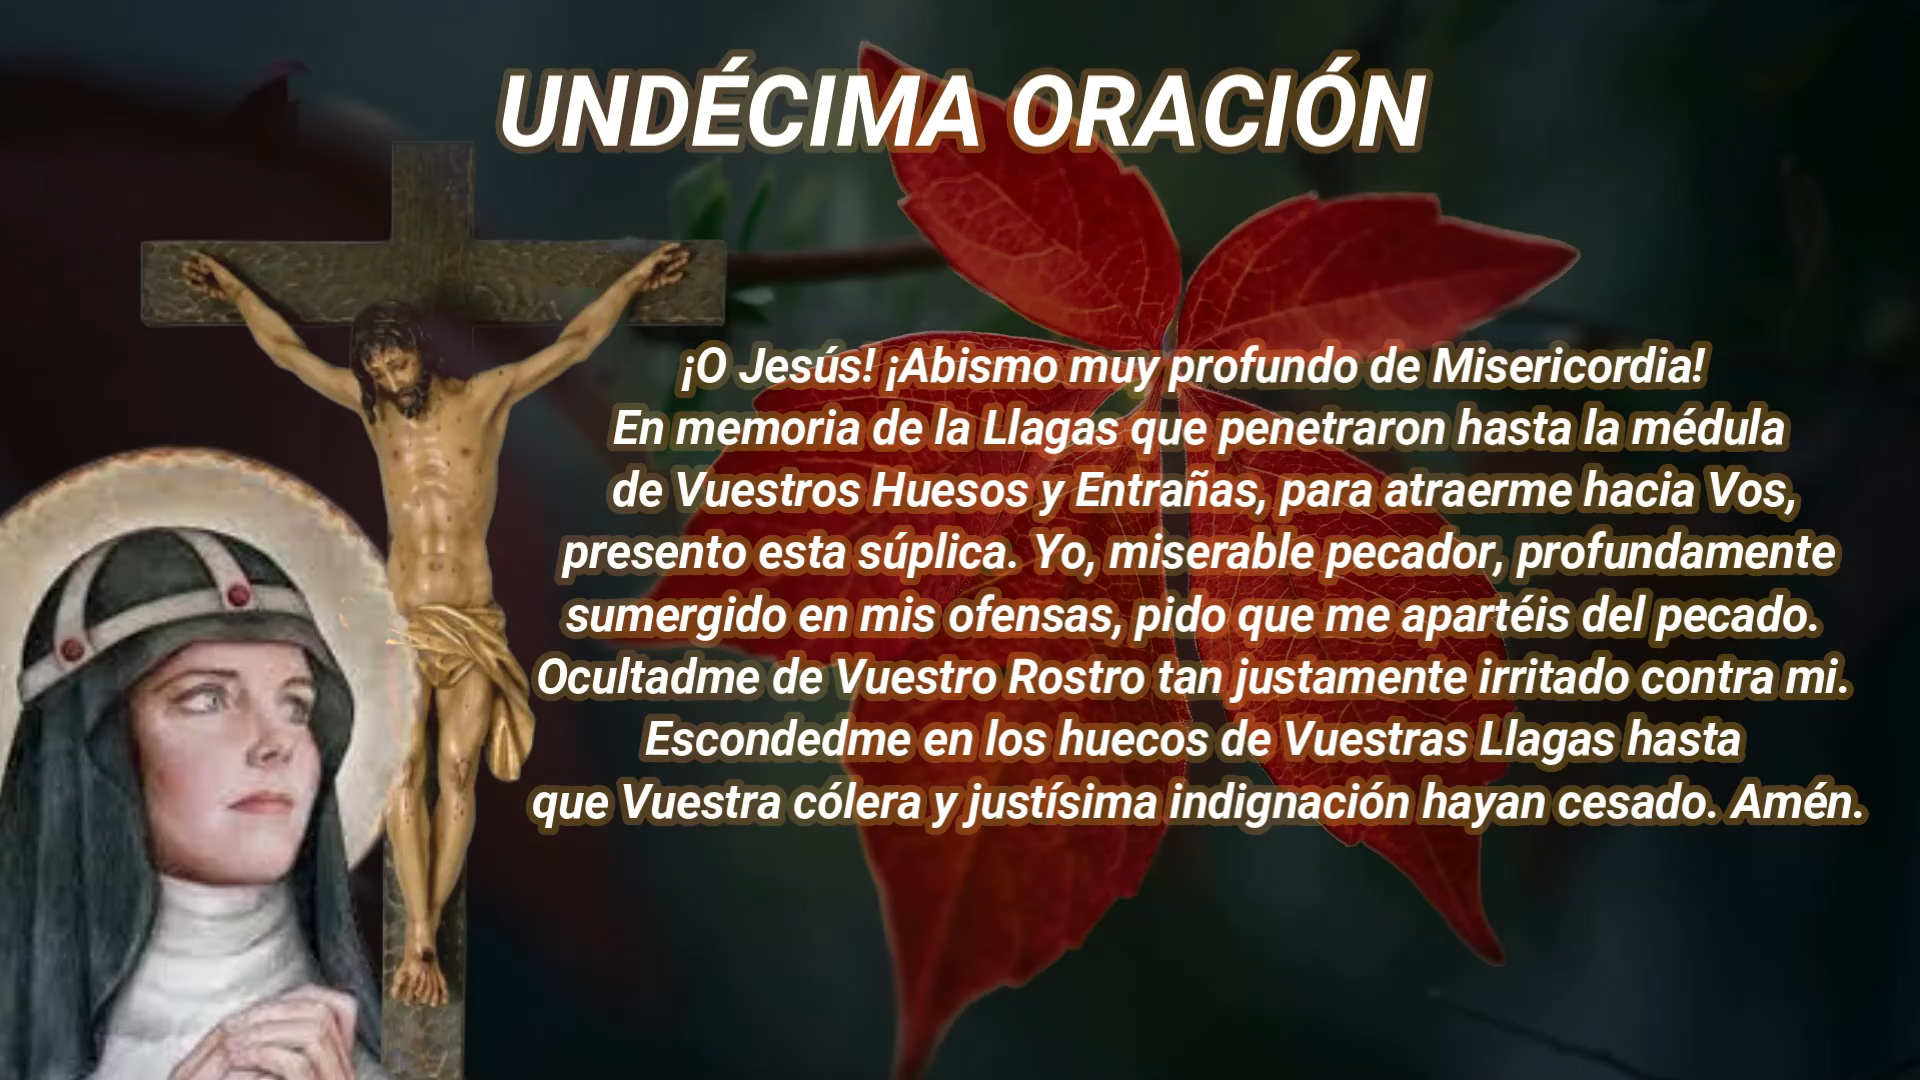 UNDÉCIMA ORACIÓN
¡O Jesús! ¡Abismo muy profundo de Misericordia!
En memoria de la Llagas que penetraron hasta la médula
de Vuestros Huesos y Entrañas, para atraerme hacia Vos,
presento esta súplica. Yo, miserable pecador, profundamente
sumergido en mis ofensas, pido que me apartéis del pecado.
Ocultadme de Vuestro Rostro tan justamente irritado contra mi.
Escondedme en los huecos de Vuestras Llagas hasta
que Vuestra cólera y justísima indignación hayan cesado. Amén.